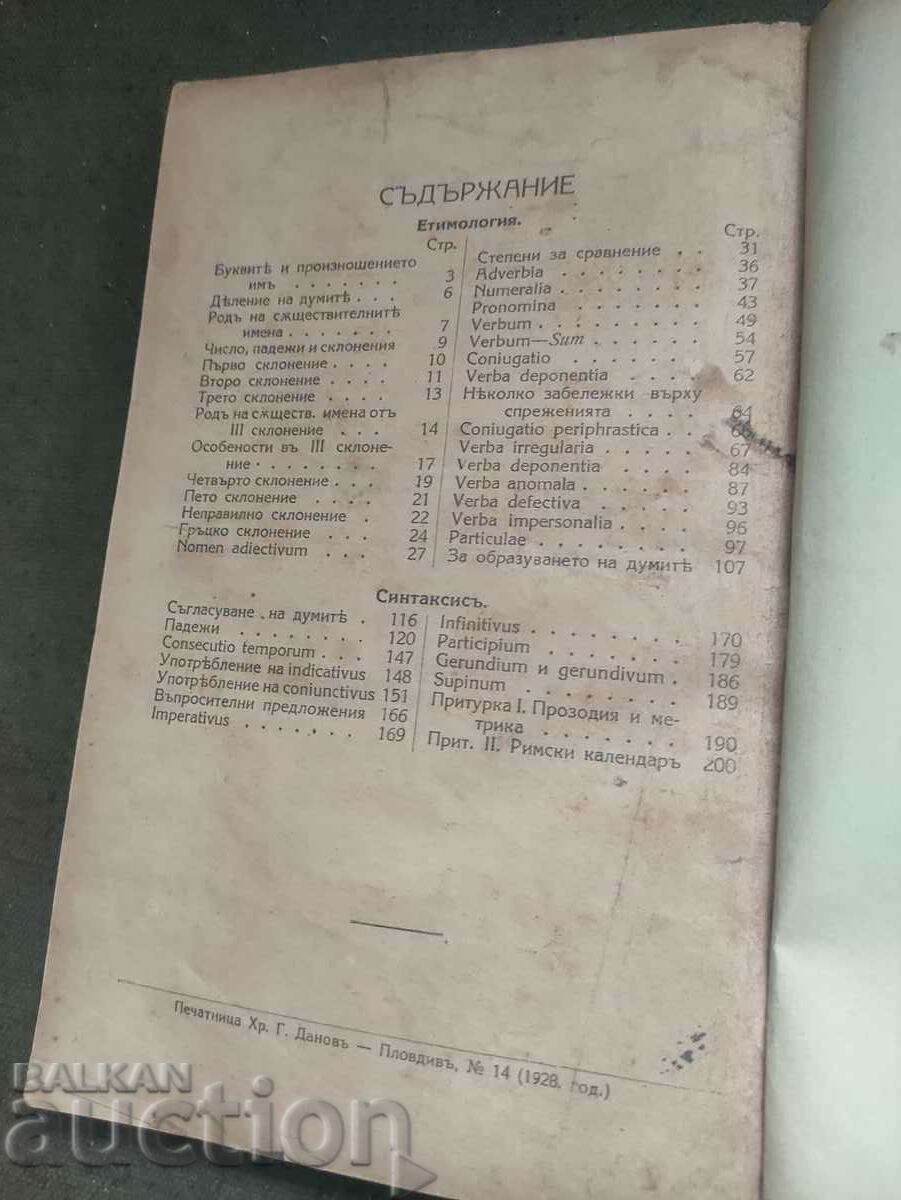 СЪДЪРЖАНИЕ
Етимология.
Стр.
Буквитѣ и произношението
имъ . . . . . . . 3
Дѣление на думитѣ . . . 6
Родъ на сѫществителнитѣ
имена . . . . . . . 7
Число, падежи и склонения 9
Първо склонение . . . . 10
Второ склонение . . . . 11
Трето склонение . . . . 13
Родъ на сѫществ. имена отъ
III склонение . . . 14
Особености въ III склоне-
ние . . . . . . . . 17
Четвърто склонение . . . 19
Пето склонение . . . . 21
Неправилно склонение . 22
Гръцко склонение . . . 24
Nomen adiectivum . . . 27
Стр.
Степени за сравнение . . 31
Adverbia . . . . . . . 36
Numeralia . . . . . . . 37
Pronomina . . . . . . 43
Verbum . . . . . . . . 49
Verbum—Sum . . . . . 54
Coniugatio . . . . . . 57
Verba deponentia . . . . 62
Нѣколко забележки върху
спреженията . . . . 64
Coniugatio periphrastica . . .
Verba irregularia . . . . 67
Verba deponentia . . . . 84
Verba anomala . . . . . 87
Verba defectiva . . . . 93
Verba impersonalia . . . . 96
Particulae . . . . . . . . 97
За образуването на думитѣ 107
Синтаксисъ.
Съгласуване на думитѣ . 116
Падежи . . . . . . . . 120
Consecutio temporum . . . 147
Употрѣбление на indicativus 148
Употрѣбление на coniunctivus 151
Въпросителни предложения 166
Imperativus . . . . . . . 169
Infinitivus . . . . . . . 170
Participium . . . . . . . 179
Gerundium и gerundivum . 186
Supinum . . . . . . . 189
Притурка I. Прозодия и ме-
трика . . . . . . . 190
Прит. II. Римски календаръ 200
Печатница Хр. Г. Дановъ — Пловдивъ, № 14 (1928. год.)
BALKAN
auction